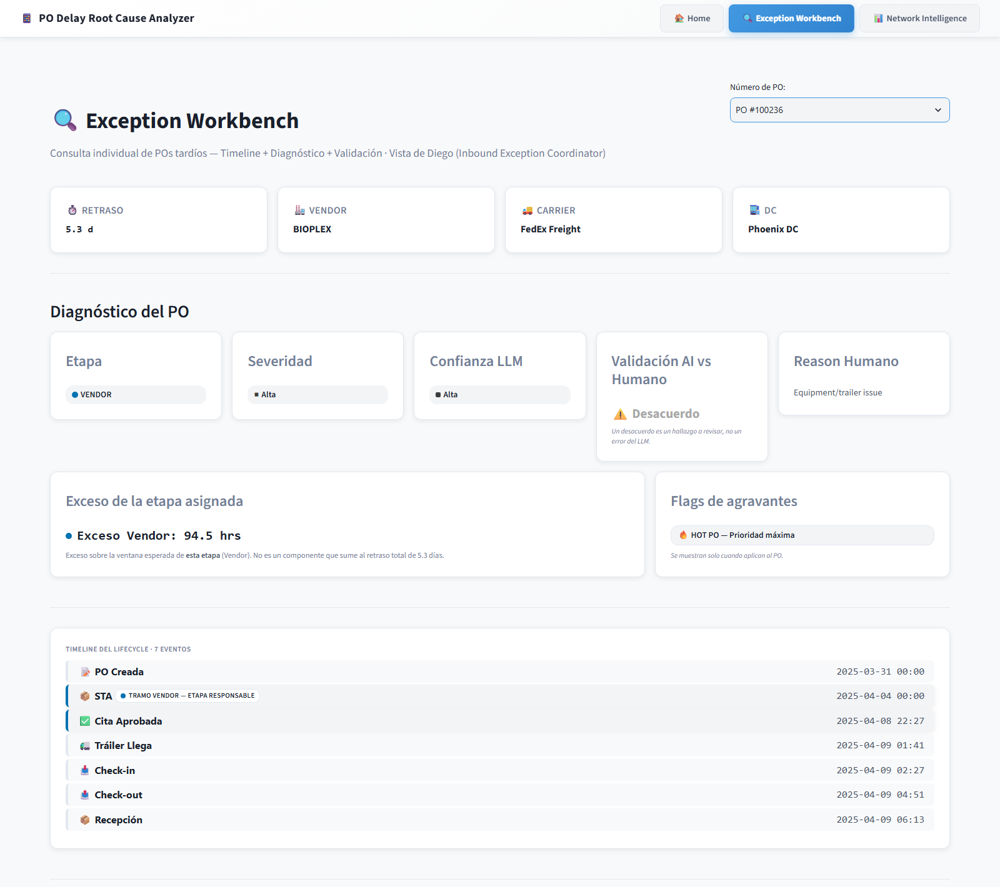 PO Delay Root Cause Analyzer
Home
Exception Workbench
Network Intelligence
Número de PO:
PO #100236
Exception Workbench
Consulta individual de POs tardíos — Timeline + Diagnóstico + Validación · Vista de Diego (Inbound Exception Coordinator)
RETRASO
5.3 d
VENDOR
BIOPLEX
CARRIER
FedEx Freight
DC
Phoenix DC
Diagnóstico del PO
Etapa
VENDOR
Severidad
Alta
Confianza LLM
Alta
Validación AI vs
Humano
Desacuerdo
Un desacuerdo es un hallazgo a revisar, no un
error del LLM.
Reason Humano
Equipment/trailer issue
Exceso de la etapa asignada
Exceso Vendor: 94.5 hrs
Exceso sobre la ventana esperada de esta etapa (Vendor). No es un componente que sume al retraso total de 5.3 días.
Flags de agravantes
HOT PO — Prioridad máxima
Se muestran solo cuando aplican al PO.
TIMELINE DEL LIFECYCLE · 7 EVENTOS
PO Creada 2025-03-31 00:00
STA TRAMO VENDOR — ETAPA RESPONSABLE 2025-04-04 00:00
Cita Aprobada 2025-04-08 22:27
Tráiler Llega 2025-04-09 01:41
Check-in 2025-04-09 02:27
Check-out 2025-04-09 04:51
Recepción 2025-04-09 06:13